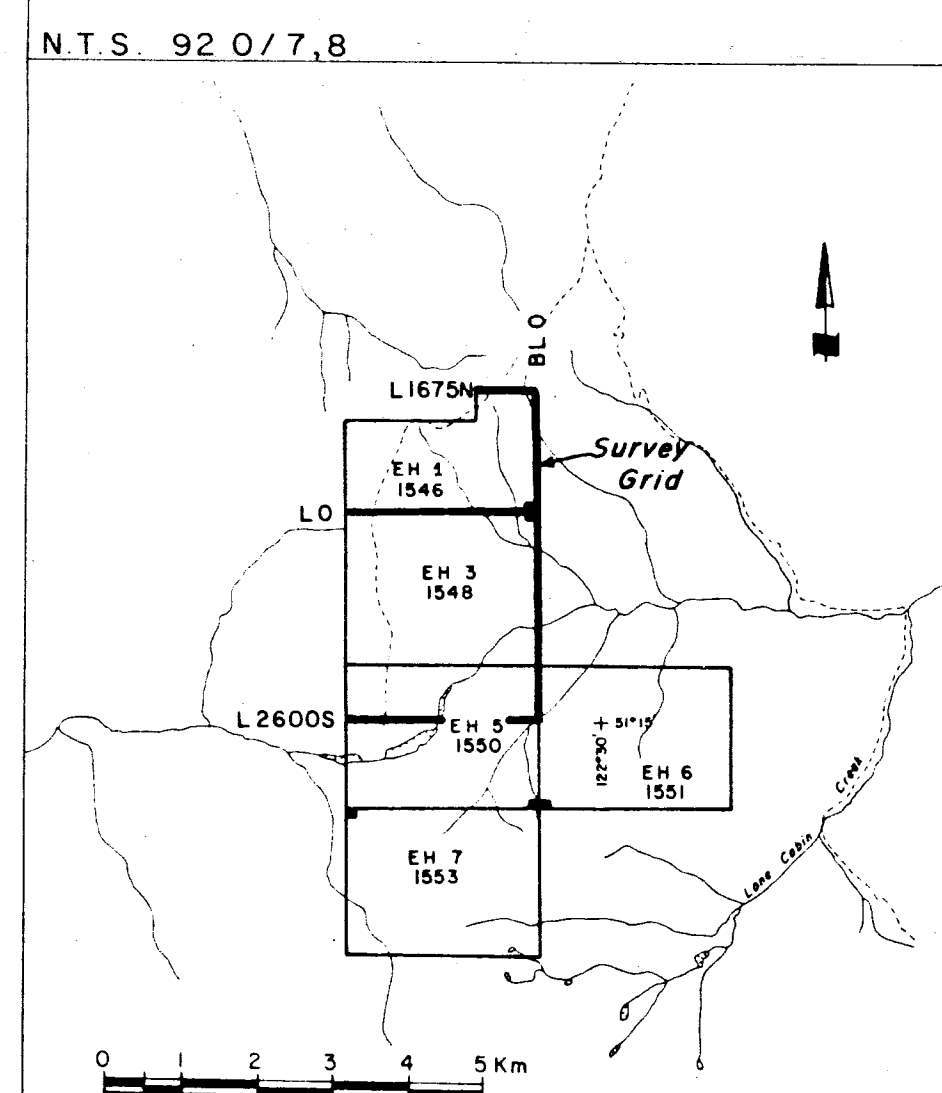 N.T.S. 92 O/7,8
BLO
L1675N
Survey
Grid
EH 1
1546
LO
EH 3
1548
L2600S
EH 5
1550
122°30'
51°15
EH 6
1551
EH 7
1553
Lone Cabin Creek
0 1 2 3 4 5 Km